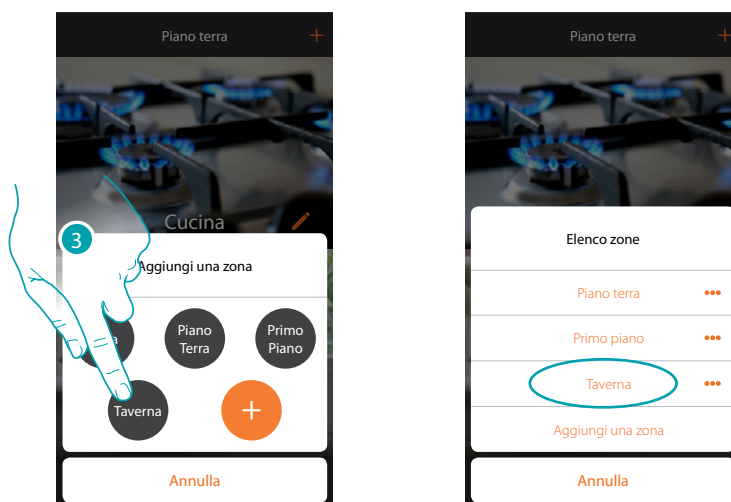 Piano terra
Cucina
3
Aggiungi una zona
Piano
Terra
Primo
Piano
Taverna
Annulla
Piano terra
Elenco zone
Piano terra
Primo piano
Taverna
Aggiungi una zona
Annulla